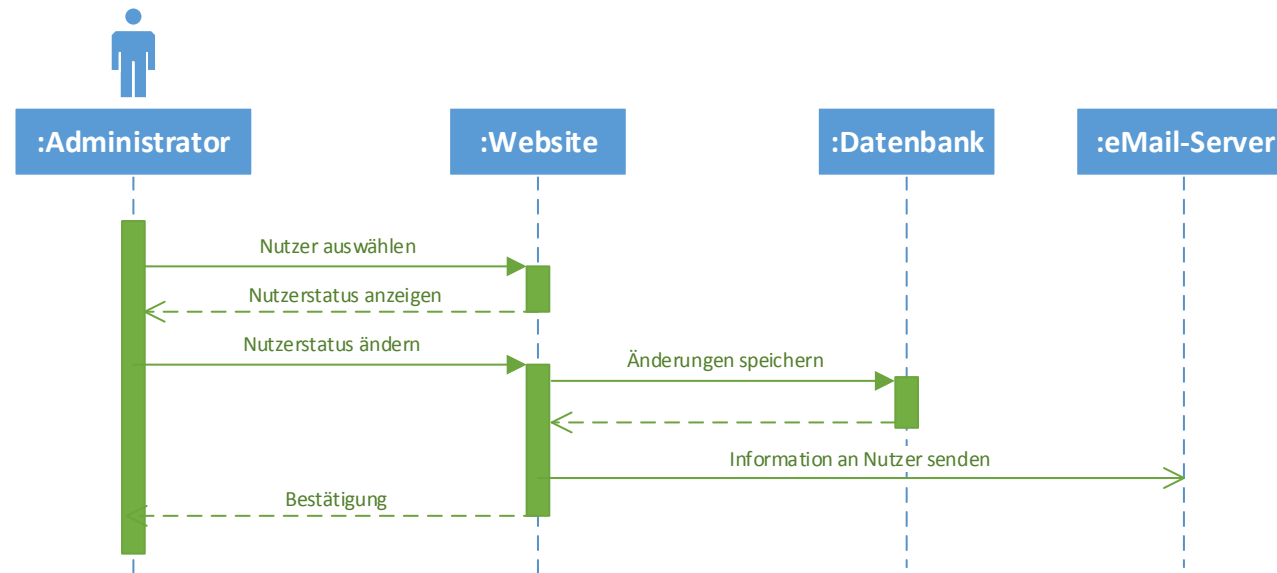 :Administrator
:Website
:Datenbank
:eMail-Server
Nutzer auswählen
Nutzerstatus anzeigen
Nutzerstatus ändern
Änderungen speichern
Information an Nutzer senden
Bestätigung